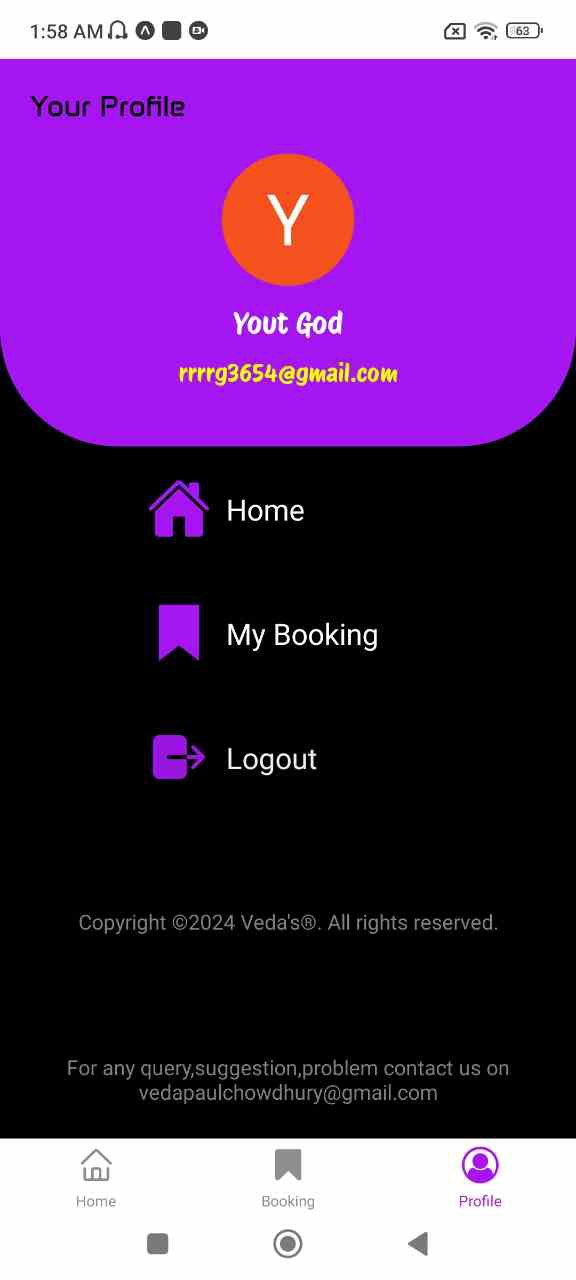 1:58 AM
63
Your Profile
Y
Yout God
rrrrg3654@gmail.com
Home
My Booking
Logout
Copyright ©2024 Veda's®. All rights reserved.
For any query,suggestion,problem contact us on
vedapaulchowdhury@gmail.com
Home
Booking
Profile